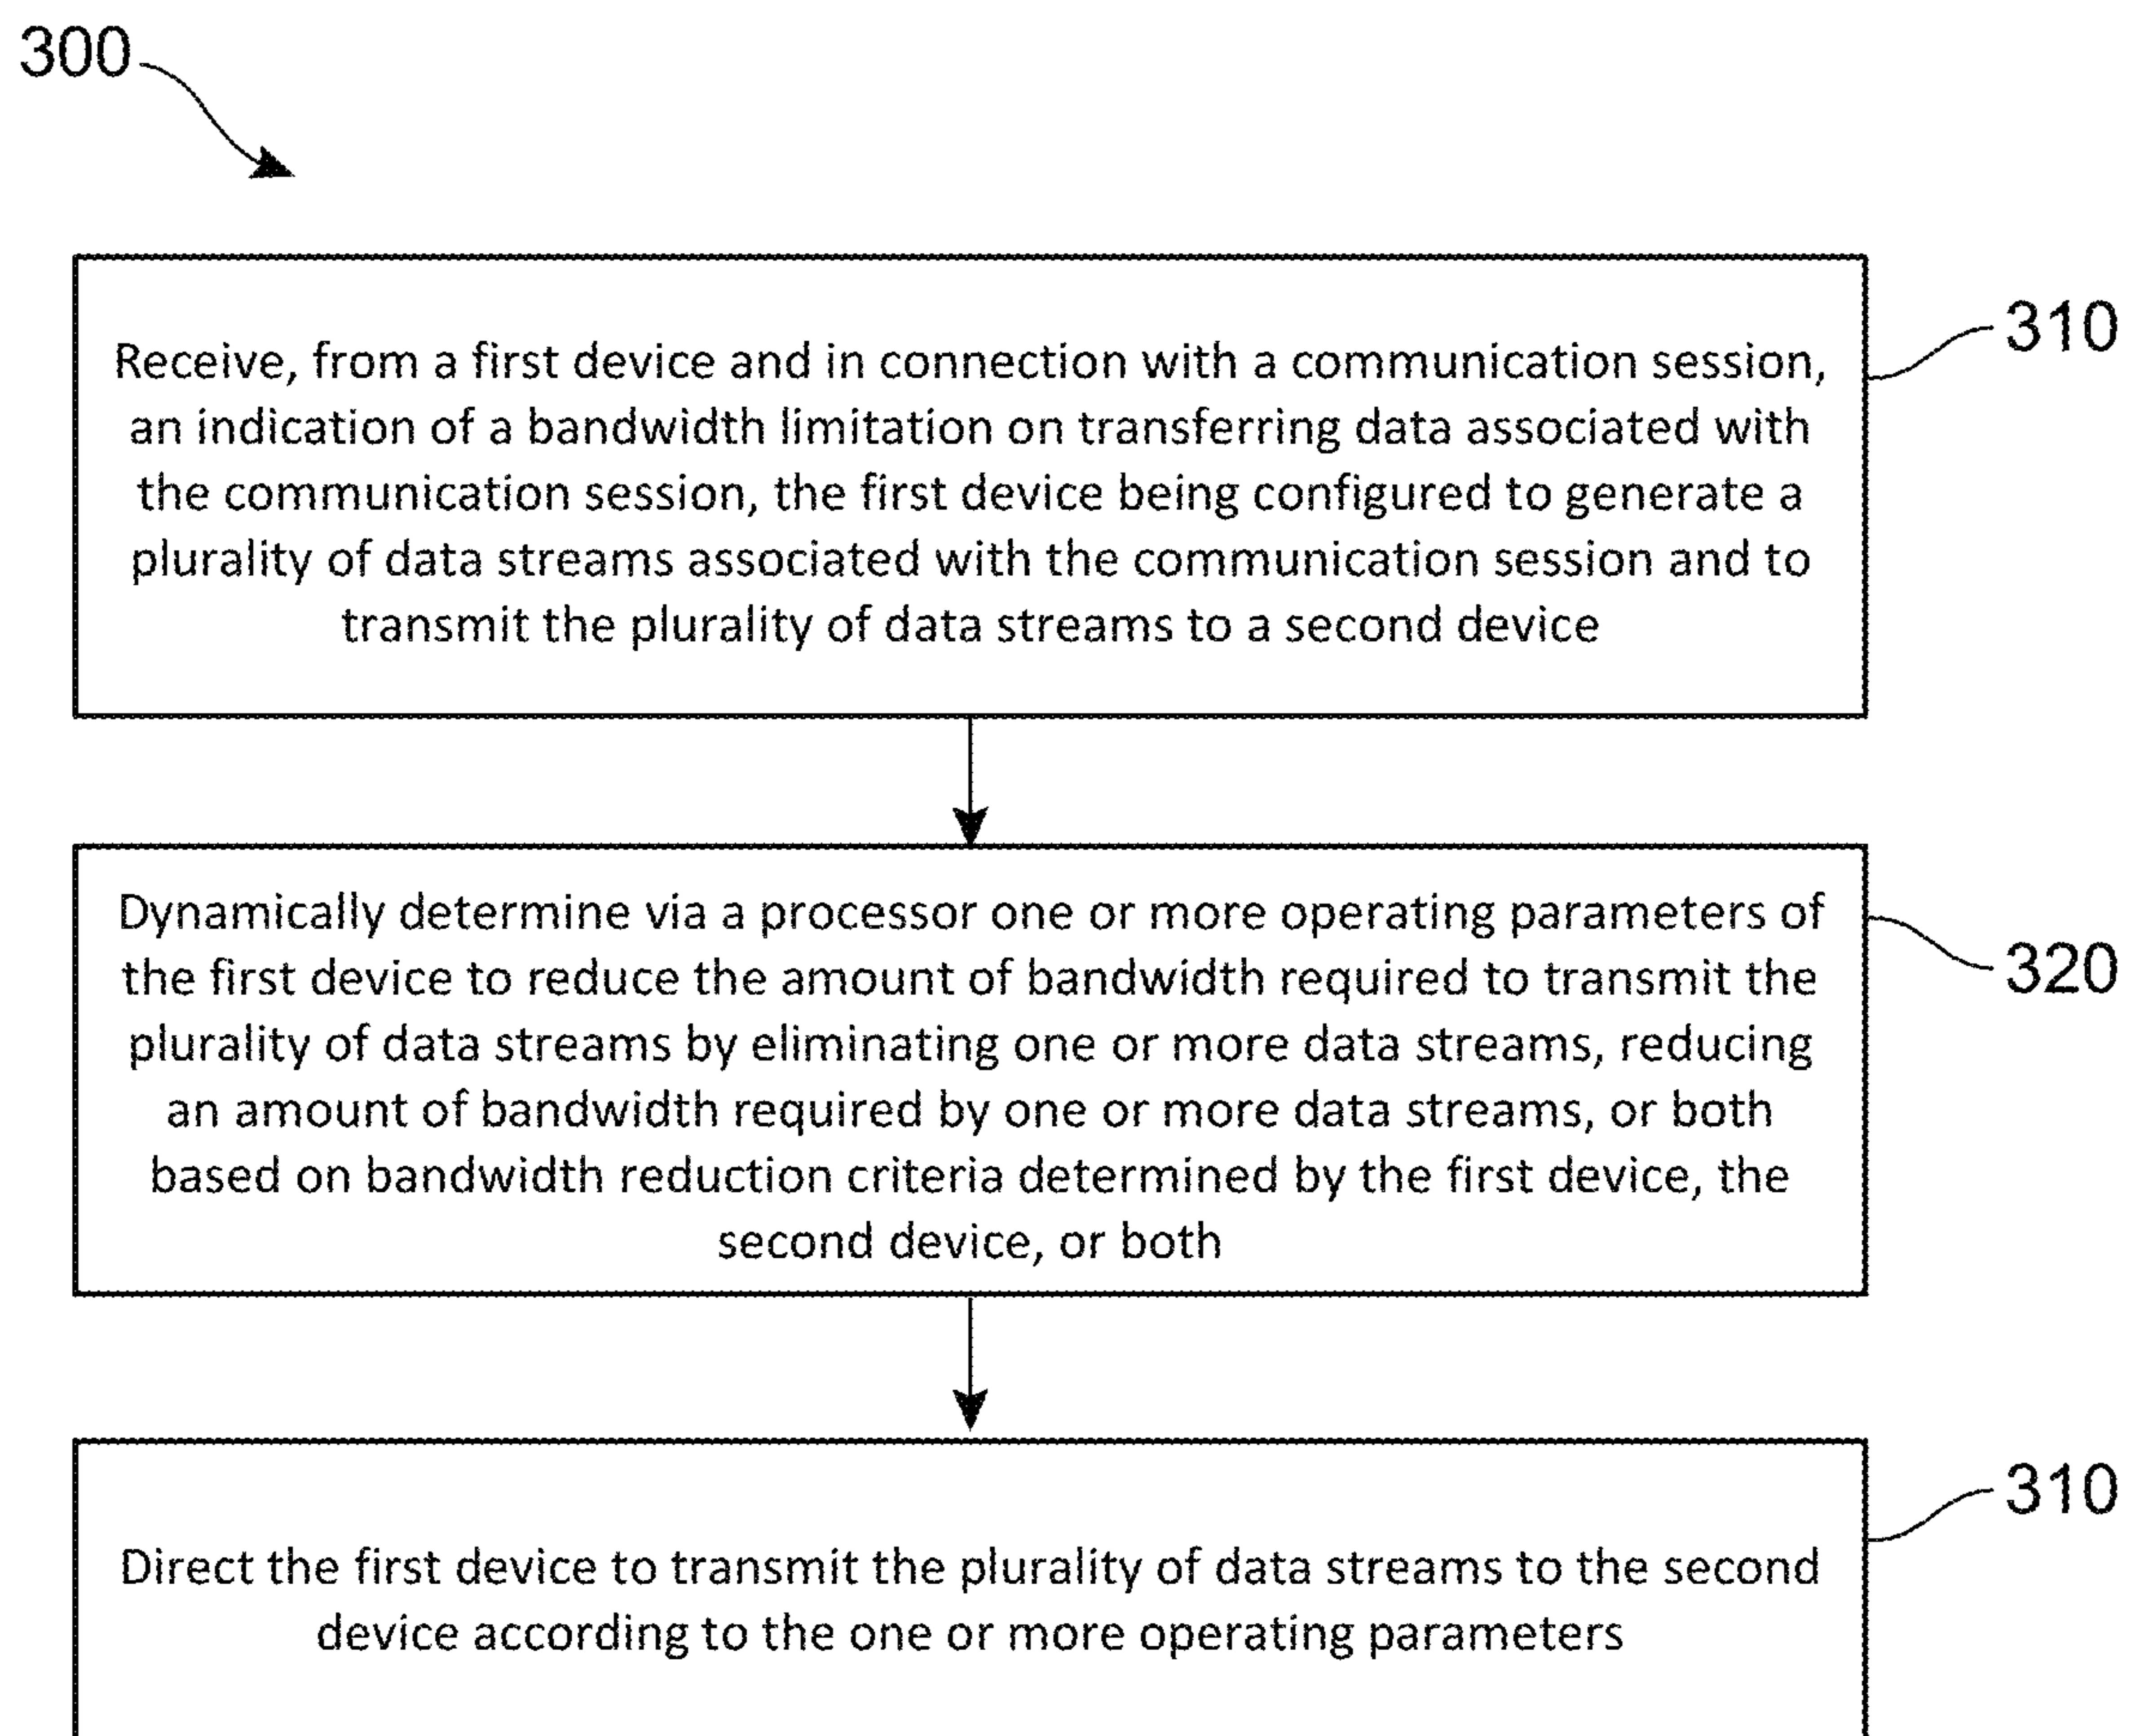 300
310
Receive, from a first device and in connection with a communication session,
an indication of a bandwidth limitation on transferring data associated with
the communication session, the first device being configured to generate a
plurality of data streams associated with the communication session and to
transmit the plurality of data streams to a second device
320
Dynamically determine via a processor one or more operating parameters of
the first device to reduce the amount of bandwidth required to transmit the
plurality of data streams by eliminating one or more data streams, reducing
an amount of bandwidth required by one or more data streams, or both
based on bandwidth reduction criteria determined by the first device, the
second device, or both
310
Direct the first device to transmit the plurality of data streams to the second
device according to the one or more operating parameters